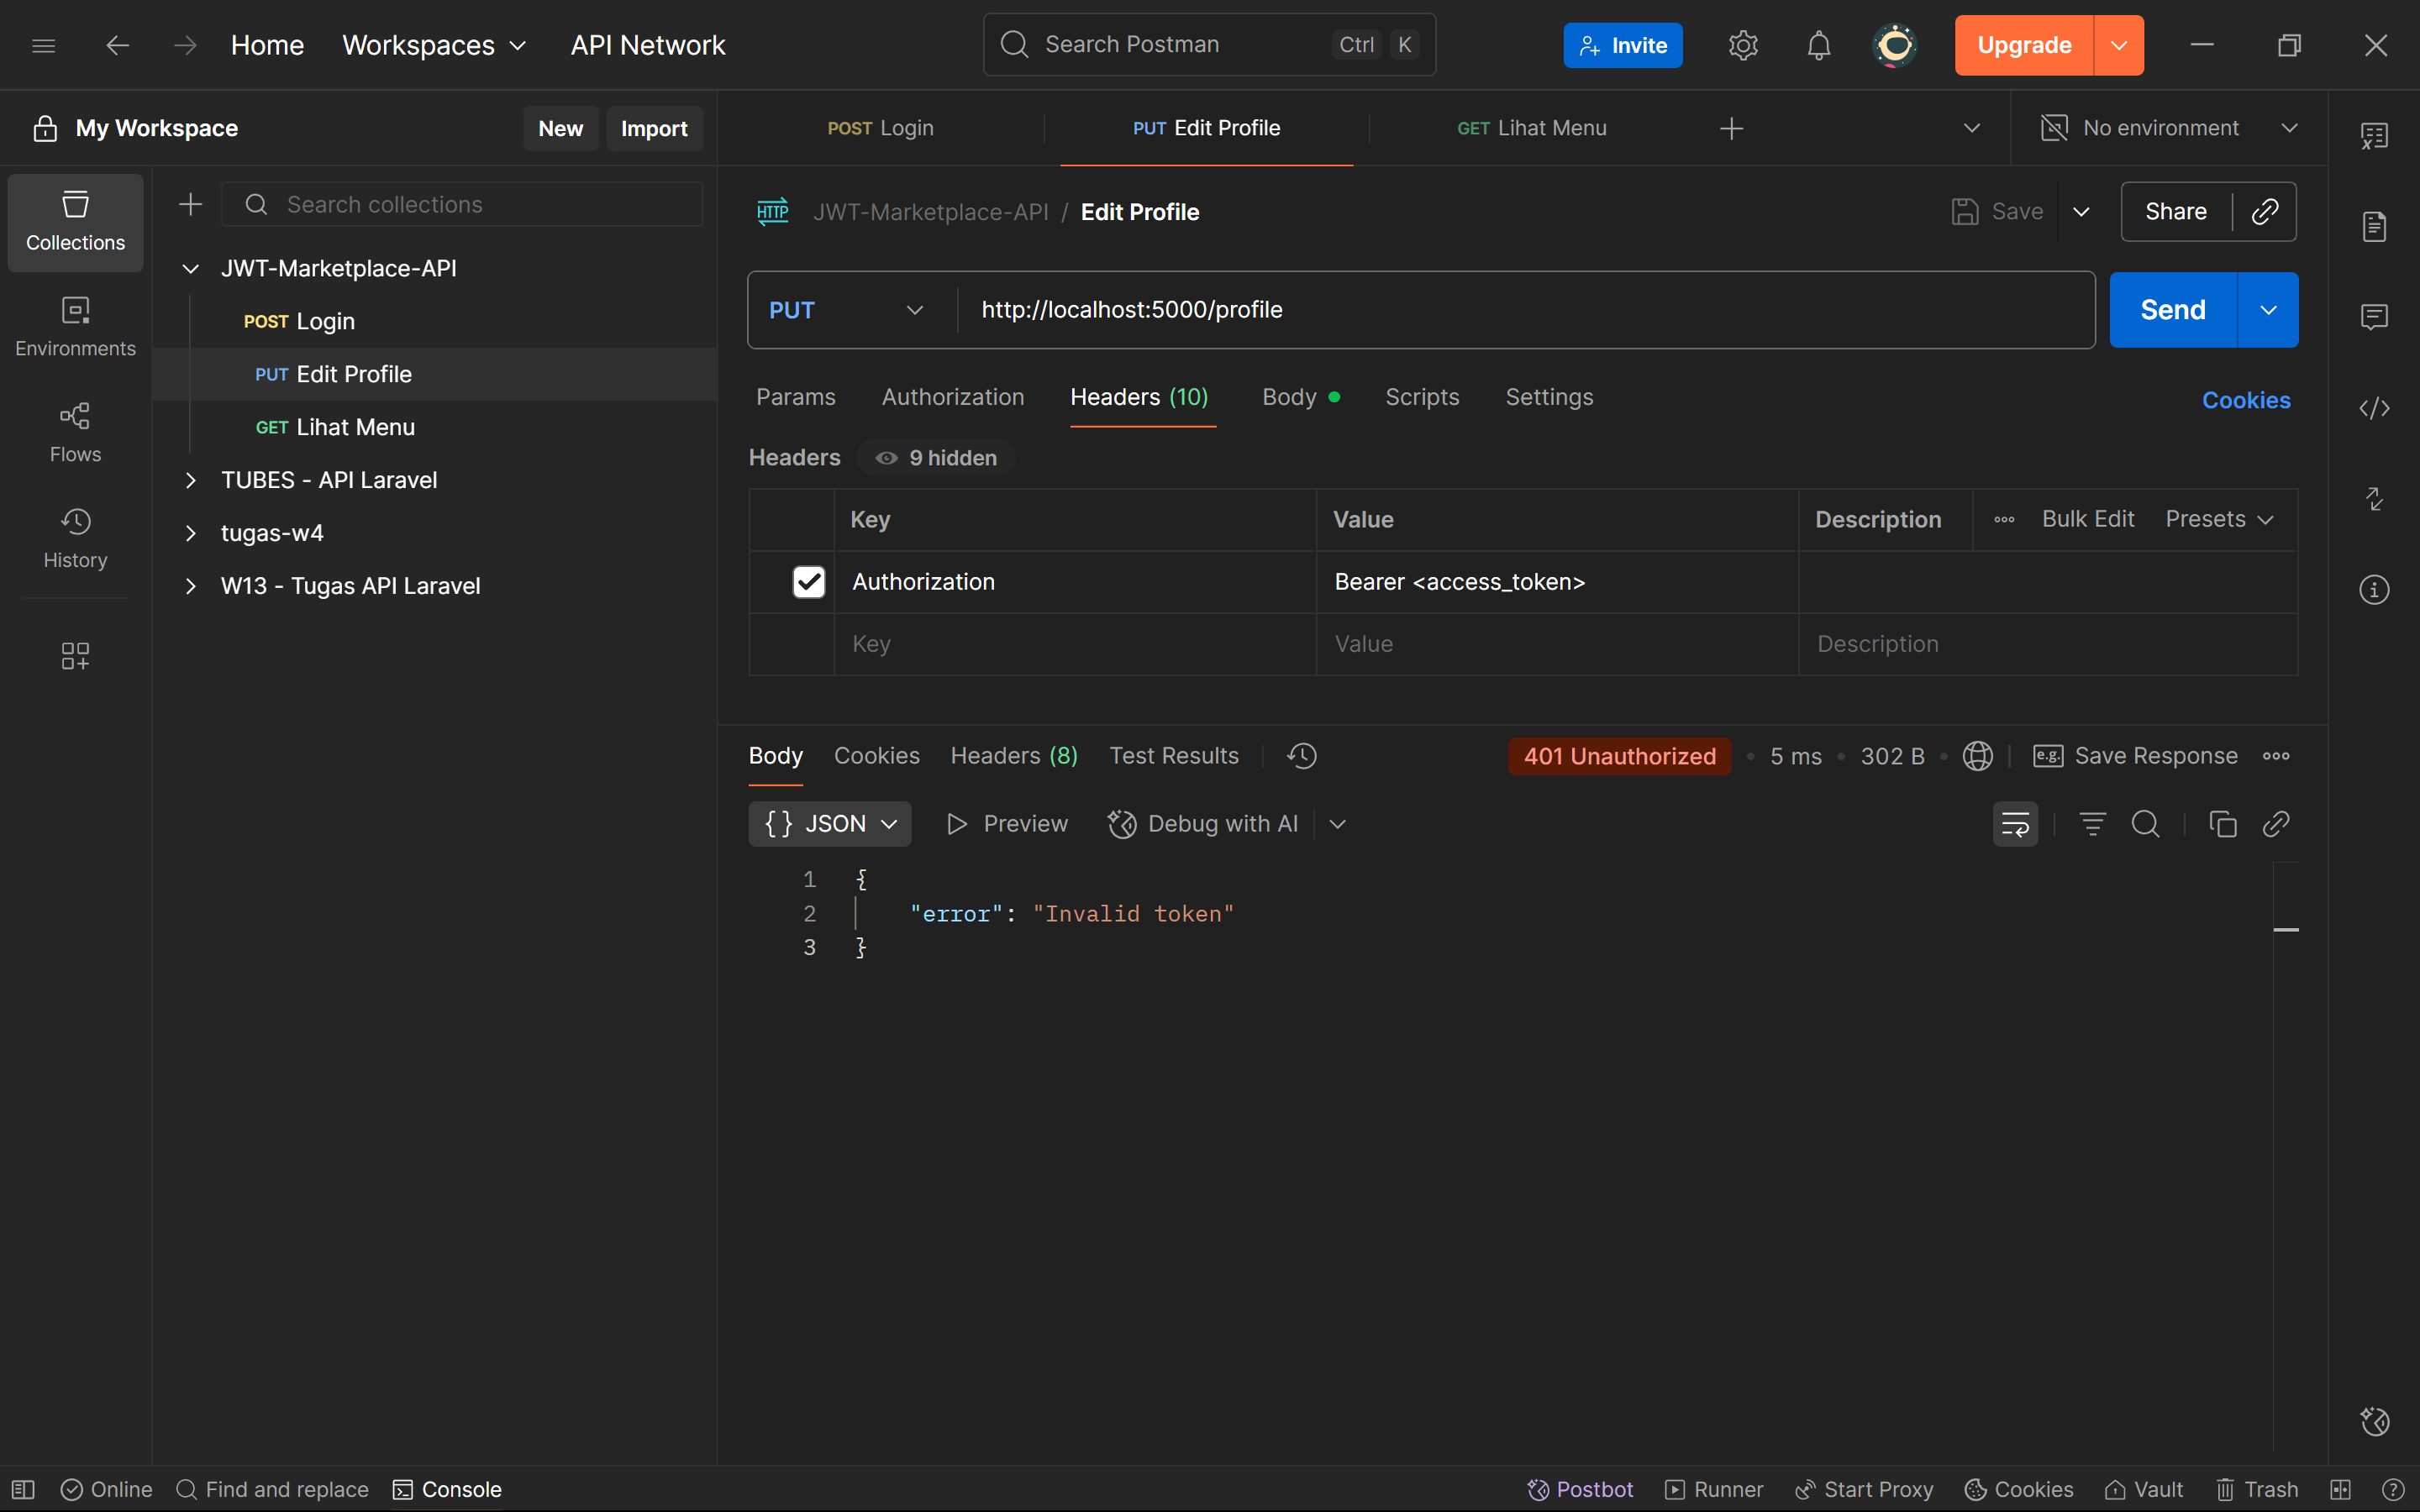 Home Workspaces API Network Search Postman Ctrl K Invite Upgrade
My Workspace New Import POST Login PUT Edit Profile GET Lihat Menu No environment
Collections
Environments
Flows
History
Search collections
JWT-Marketplace-API
POST Login
PUT Edit Profile
GET Lihat Menu
TUBES - API Laravel
tugas-w4
W13 - Tugas API Laravel
HTTP JWT-Marketplace-API / Edit Profile Save Share
PUT http://localhost:5000/profile Send
Params Authorization Headers (10) Body Scripts Settings Cookies
Headers 9 hidden
Key Value Description Bulk Edit Presets
Authorization Bearer <access_token>
Key Value Description
Body Cookies Headers (8) Test Results 401 Unauthorized • 5 ms • 302 B • e.g. Save Response
{} JSON Preview Debug with AI
1 {
2 "error": "Invalid token"
3 }
Online Find and replace Console Postbot Runner Start Proxy Cookies Vault Trash